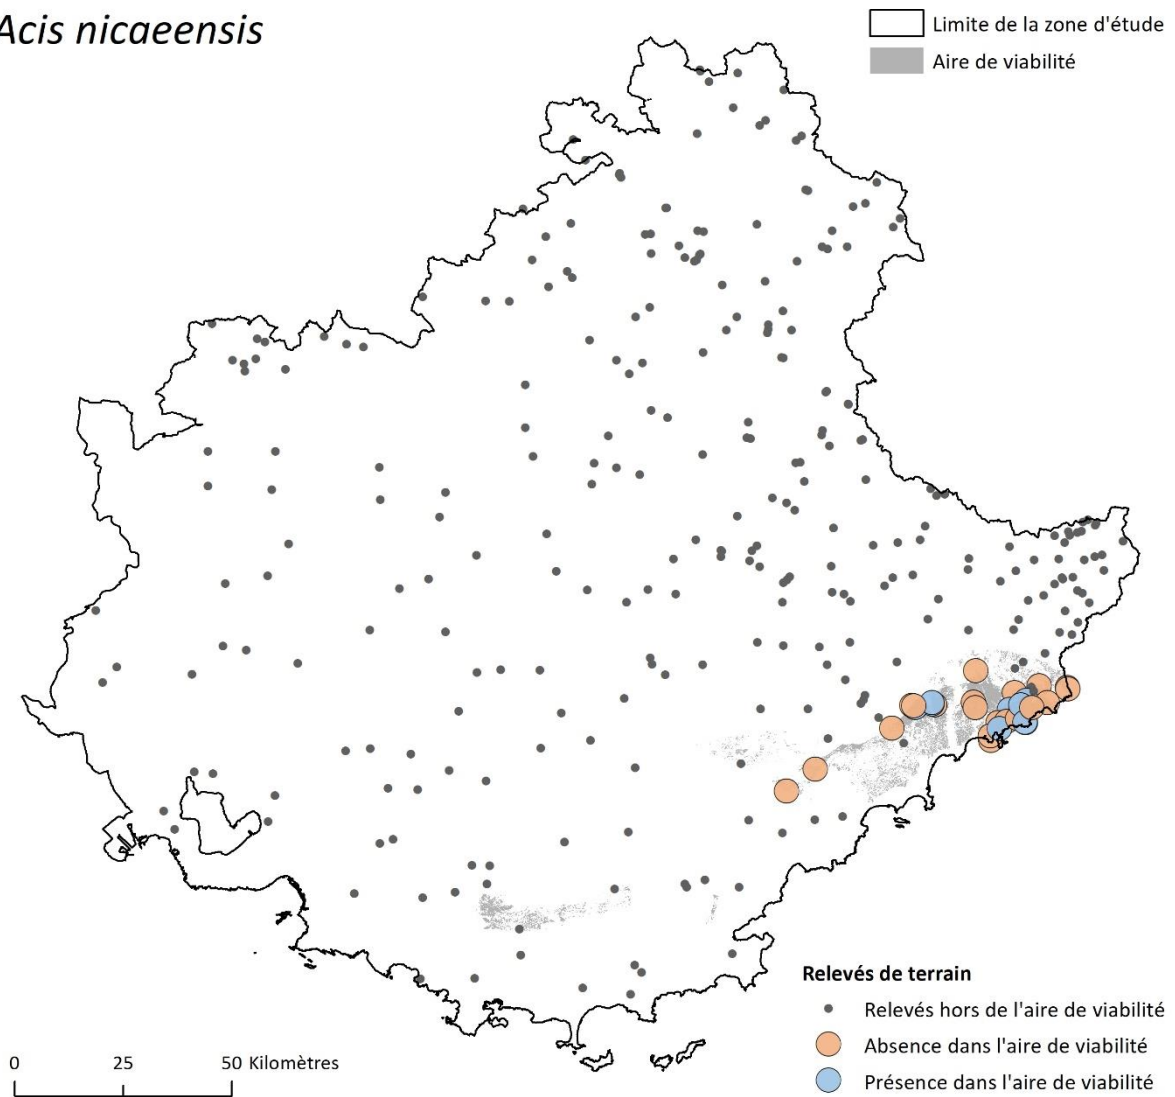 Acis nicaeensis
Limite de la zone d'étude
Aire de viabilité
Relevés de terrain
Relevés hors de l'aire de viabilité
Absence dans l'aire de viabilité
Présence dans l'aire de viabilité
0 25 50 Kilomètres